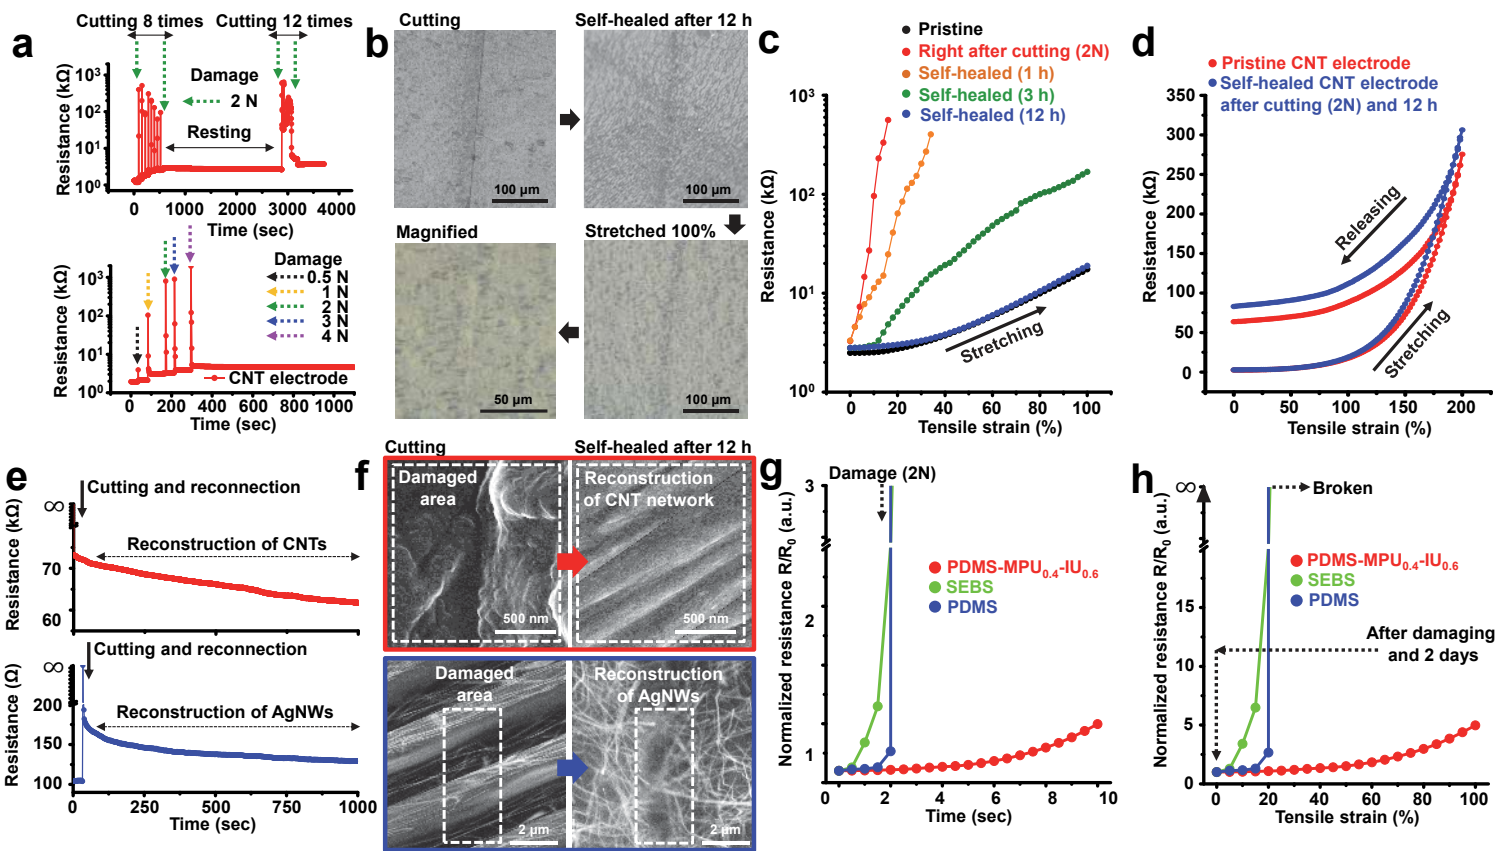 a
Cutting 8 times
Cutting 12 times
Resistance (kΩ)
10³
10²
10¹
10⁰
Damage
2 N
Resting
0 1000 2000 3000 4000
Time (sec)
Resistance (kΩ)
10³
10²
10¹
10⁰
Damage
0.5 N
1 N
2 N
3 N
4 N
CNT electrode
0 200 400 600 800 1000
Time (sec)
b
Cutting
Self-healed after 12 h
100 µm
100 µm
Magnified
Stretched 100%
50 µm
100 µm
c
Pristine
Right after cutting (2N)
Self-healed (1 h)
Self-healed (3 h)
Self-healed (12 h)
Resistance (kΩ)
10³
10²
10¹
10⁰
Stretching
0 20 40 60 80 100
Tensile strain (%)
d
Pristine CNT electrode
Self-healed CNT electrode
after cutting (2N) and 12 h
Resistance (kΩ)
350
300
250
200
150
100
50
0
Releasing
Stretching
0 50 100 150 200
Tensile strain (%)
e
Cutting and reconnection
Resistance (kΩ)
∞
70
60
Reconstruction of CNTs
Cutting and reconnection
Resistance (Ω)
∞
200
150
100
Reconstruction of AgNWs
0 250 500 750 1000
Time (sec)
f
Cutting
Self-healed after 12 h
Damaged
area
Reconstruction
of CNT network
500 nm
500 nm
Damaged
area
Reconstruction
of AgNWs
2 µm
2 µm
g
Damage (2N)
Normalized resistance R/R₀ (a.u.)
3
2
2
1
PDMS-MPU₀.₄-IU₀.₆
SEBS
PDMS
0 2 4 6 8 10
Time (sec)
h
Broken
Normalized resistance R/R₀ (a.u.)
∞
15
11
5
0
PDMS-MPU₀.₄-IU₀.₆
SEBS
PDMS
After damaging
and 2 days
0 20 40 60 80 100
Tensile strain (%)